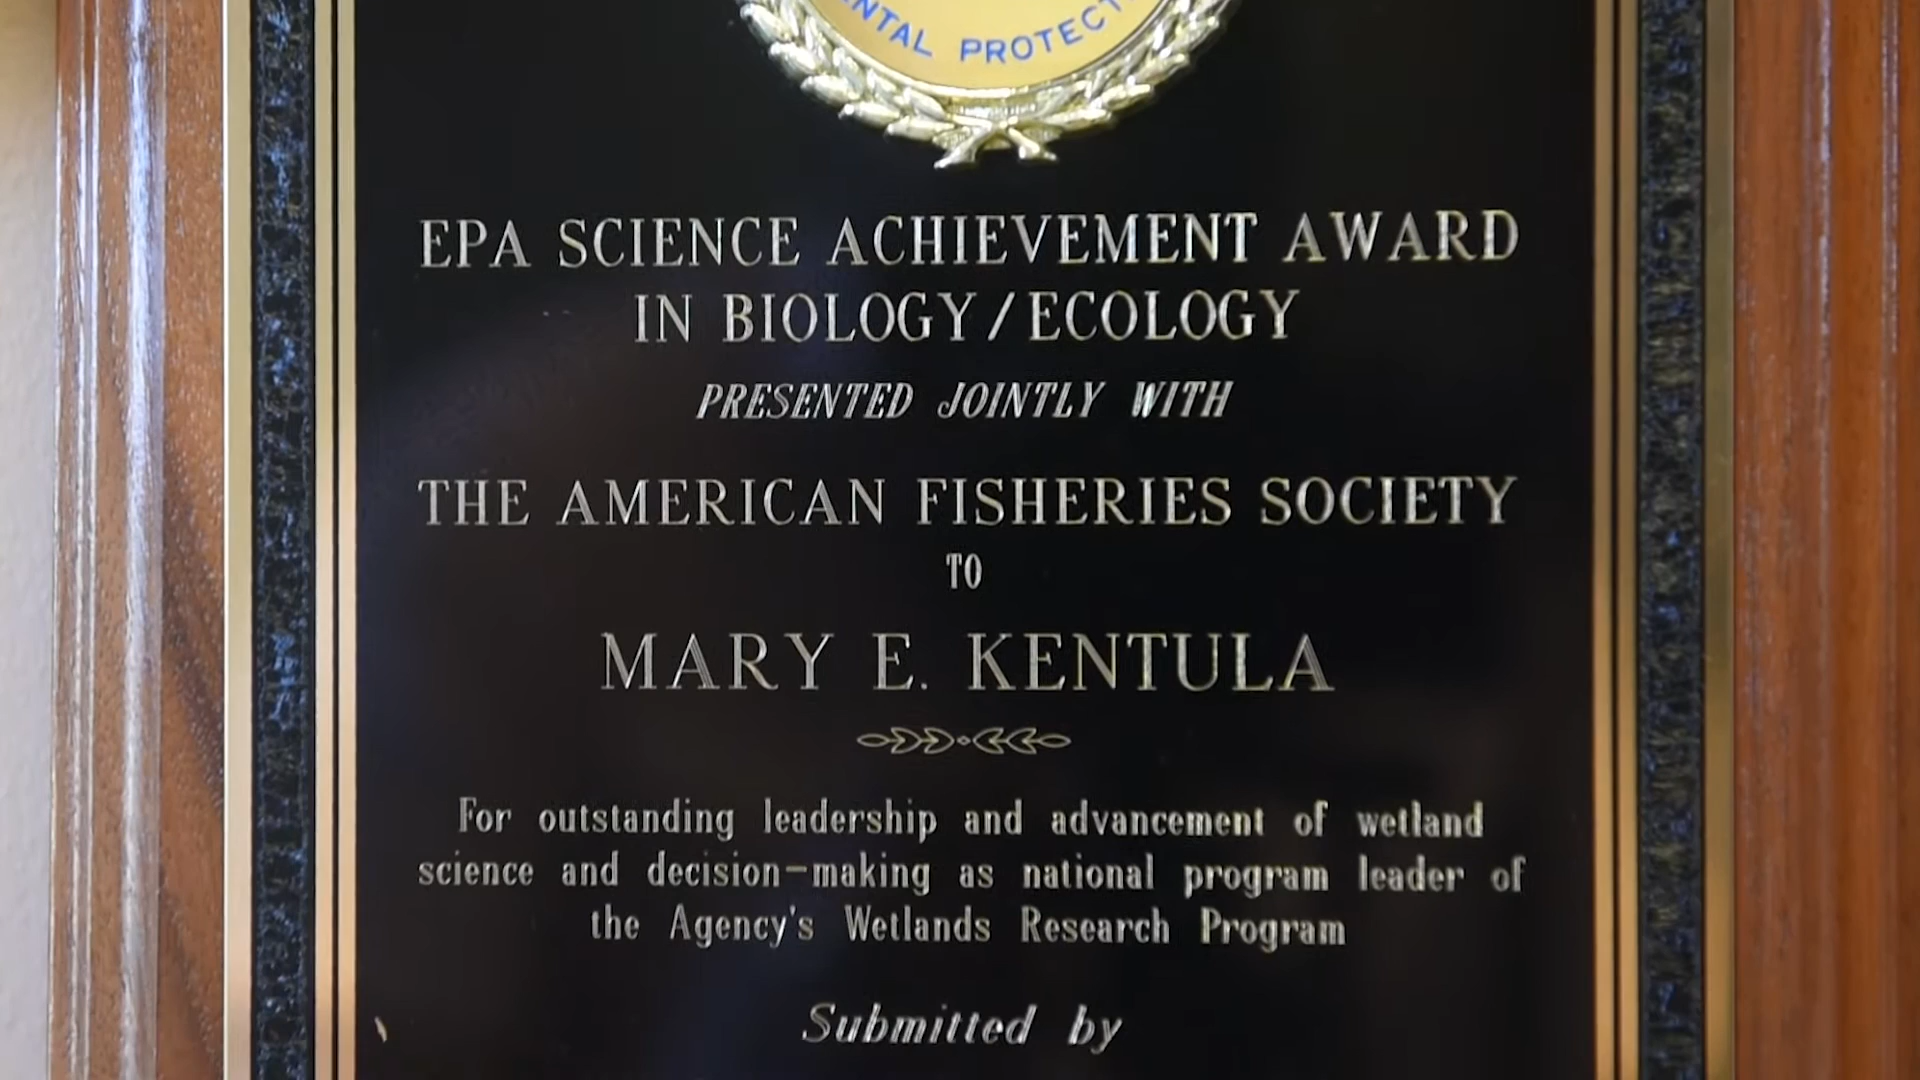 ENTAL PROTECT
EPA SCIENCE ACHIEVEMENT AWARD
IN BIOLOGY/ECOLOGY
PRESENTED JOINTLY WITH
THE AMERICAN FISHERIES SOCIETY
TO
MARY E. KENTULA
For outstanding leadership and advancement of wetland
science and decision-making as national program leader of
the Agency's Wetlands Research Program
Submitted by